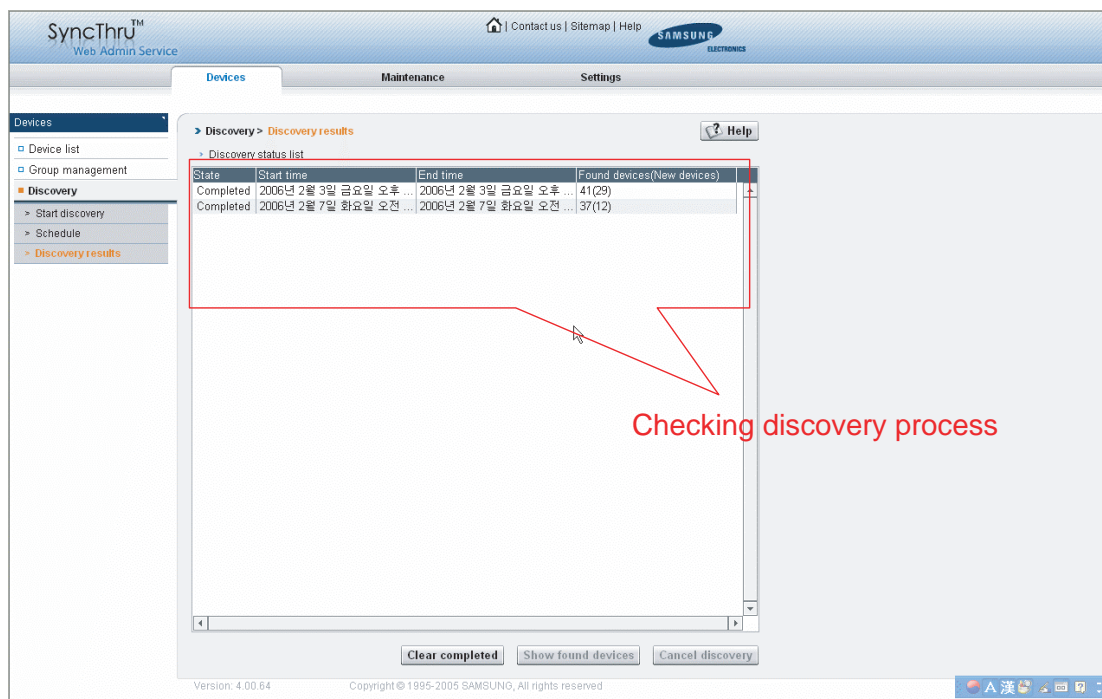 SyncThru™
Web Admin Service
| Contact us | Sitemap | Help
SAMSUNG
ELECTRONICS
Devices
Maintenance
Settings
Devices
Device list
Group management
Discovery
> Start discovery
> Schedule
> Discovery results
Discovery > Discovery results
Help
Discovery status list
State Start time End time Found devices(New devices)
Completed 2006년 2월 3일 금요일 오후 ... 2006년 2월 3일 금요일 오후 ... 41(29)
Completed 2006년 2월 7일 화요일 오전 ... 2006년 2월 7일 화요일 오전 ... 37(12)
Checking discovery process
Clear completed Show found devices Cancel discovery
Version: 4.00.64 Copyright © 1995-2005 SAMSUNG, All rights reserved
A 漢